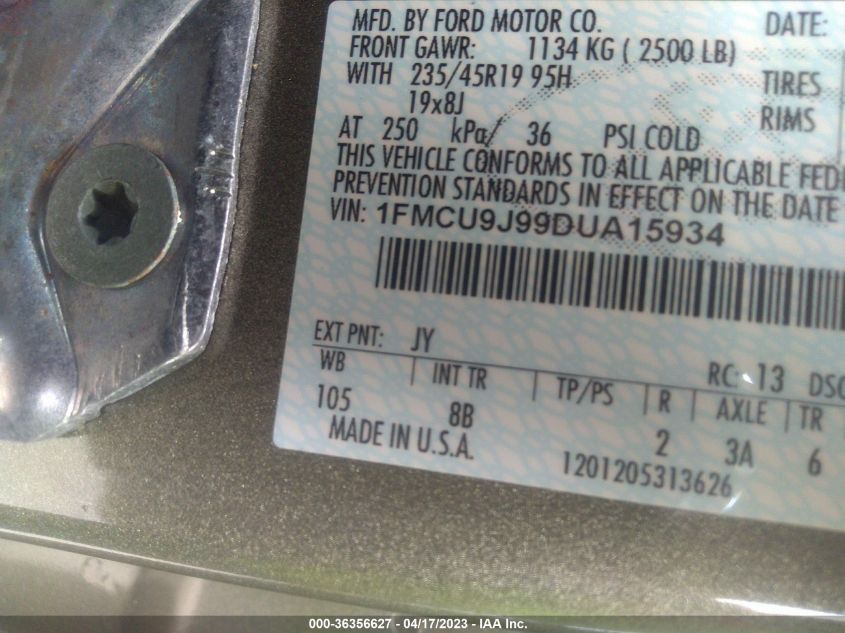 MFD. BY FORD MOTOR CO.
DATE:
FRONT GAWR: 1134 KG ( 2500 LB)
WITH 235/45R19 95H TIRES
19x8J RIMS
AT 250 kPa/ 36 PSI COLD
THIS VEHICLE CONFORMS TO ALL APPLICABLE FEDE
PREVENTION STANDARDS IN EFFECT ON THE DATE
VIN: 1FMCU9J99DUA15934
EXT PNT: JY RC: 13 DSO
WB INT TR TP/PS R AXLE TR
105 8B 2 3A 6
MADE IN U.S.A. 1201205313626
000-36356627 - 04/17/2023 - IAA Inc.